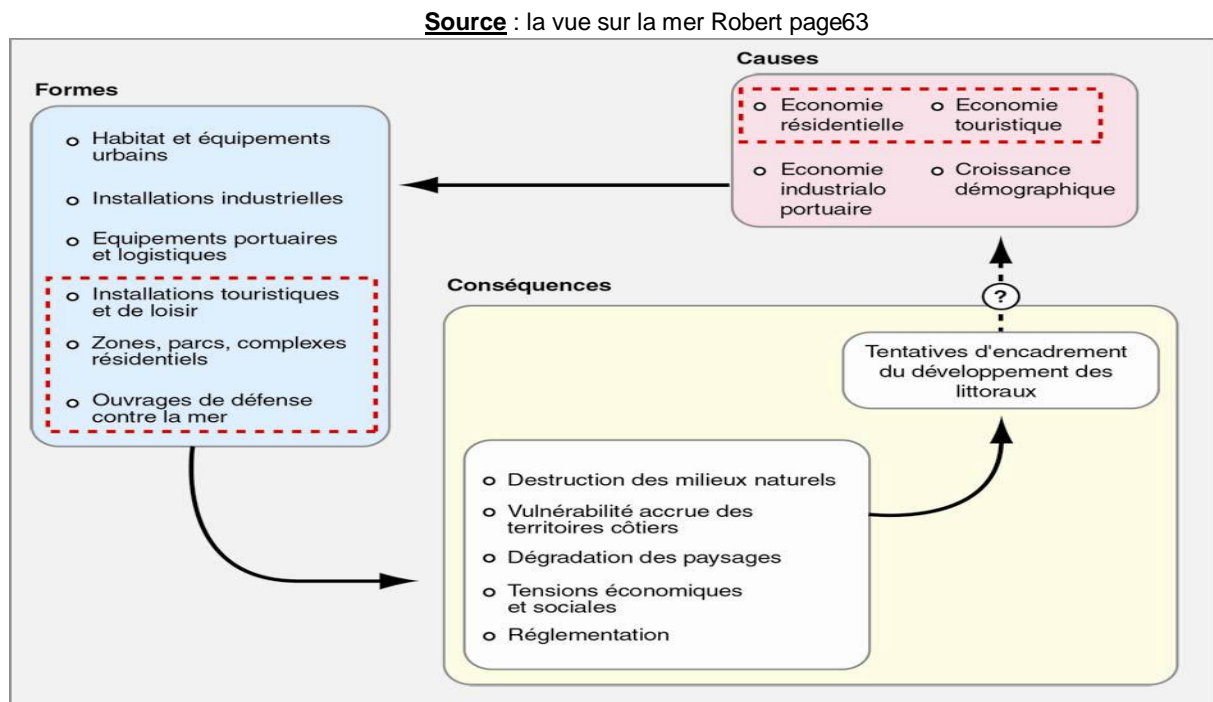 Source : la vue sur la mer Robert page63
Causes
Economie
résidentielle
Economie
touristique
Economie
industrialo
portuaire
Croissance
démographique
Formes
Habitat et équipements
urbains
Installations industrielles
Equipements portuaires
et logistiques
Installations touristiques
et de loisir
Zones, parcs, complexes
résidentiels
Ouvrages de défense
contre la mer
Conséquences
?
Tentatives d'encadrement
du développement des
littoraux
Destruction des milieux naturels
Vulnérabilité accrue des
territoires côtiers
Dégradation des paysages
Tensions économiques
et sociales
Réglementation